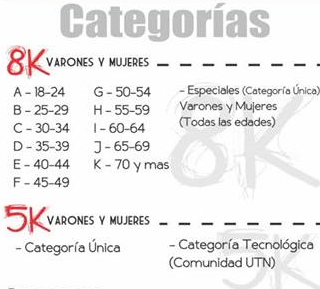 Categorías
8K VARONES Y MUJERES
A - 18-24
B - 25-29
C - 30-34
D - 35-39
E - 40-44
F - 45-49
G - 50-54
H - 55-59
I - 60-64
J - 65-69
K - 70 y mas
- Especiales (Categoría Única)
Varones y Mujeres
(Todas las edades)
8K
5K VARONES Y MUJERES
- Categoría Única
- Categoría Tecnológica
(Comunidad UTN)
5K